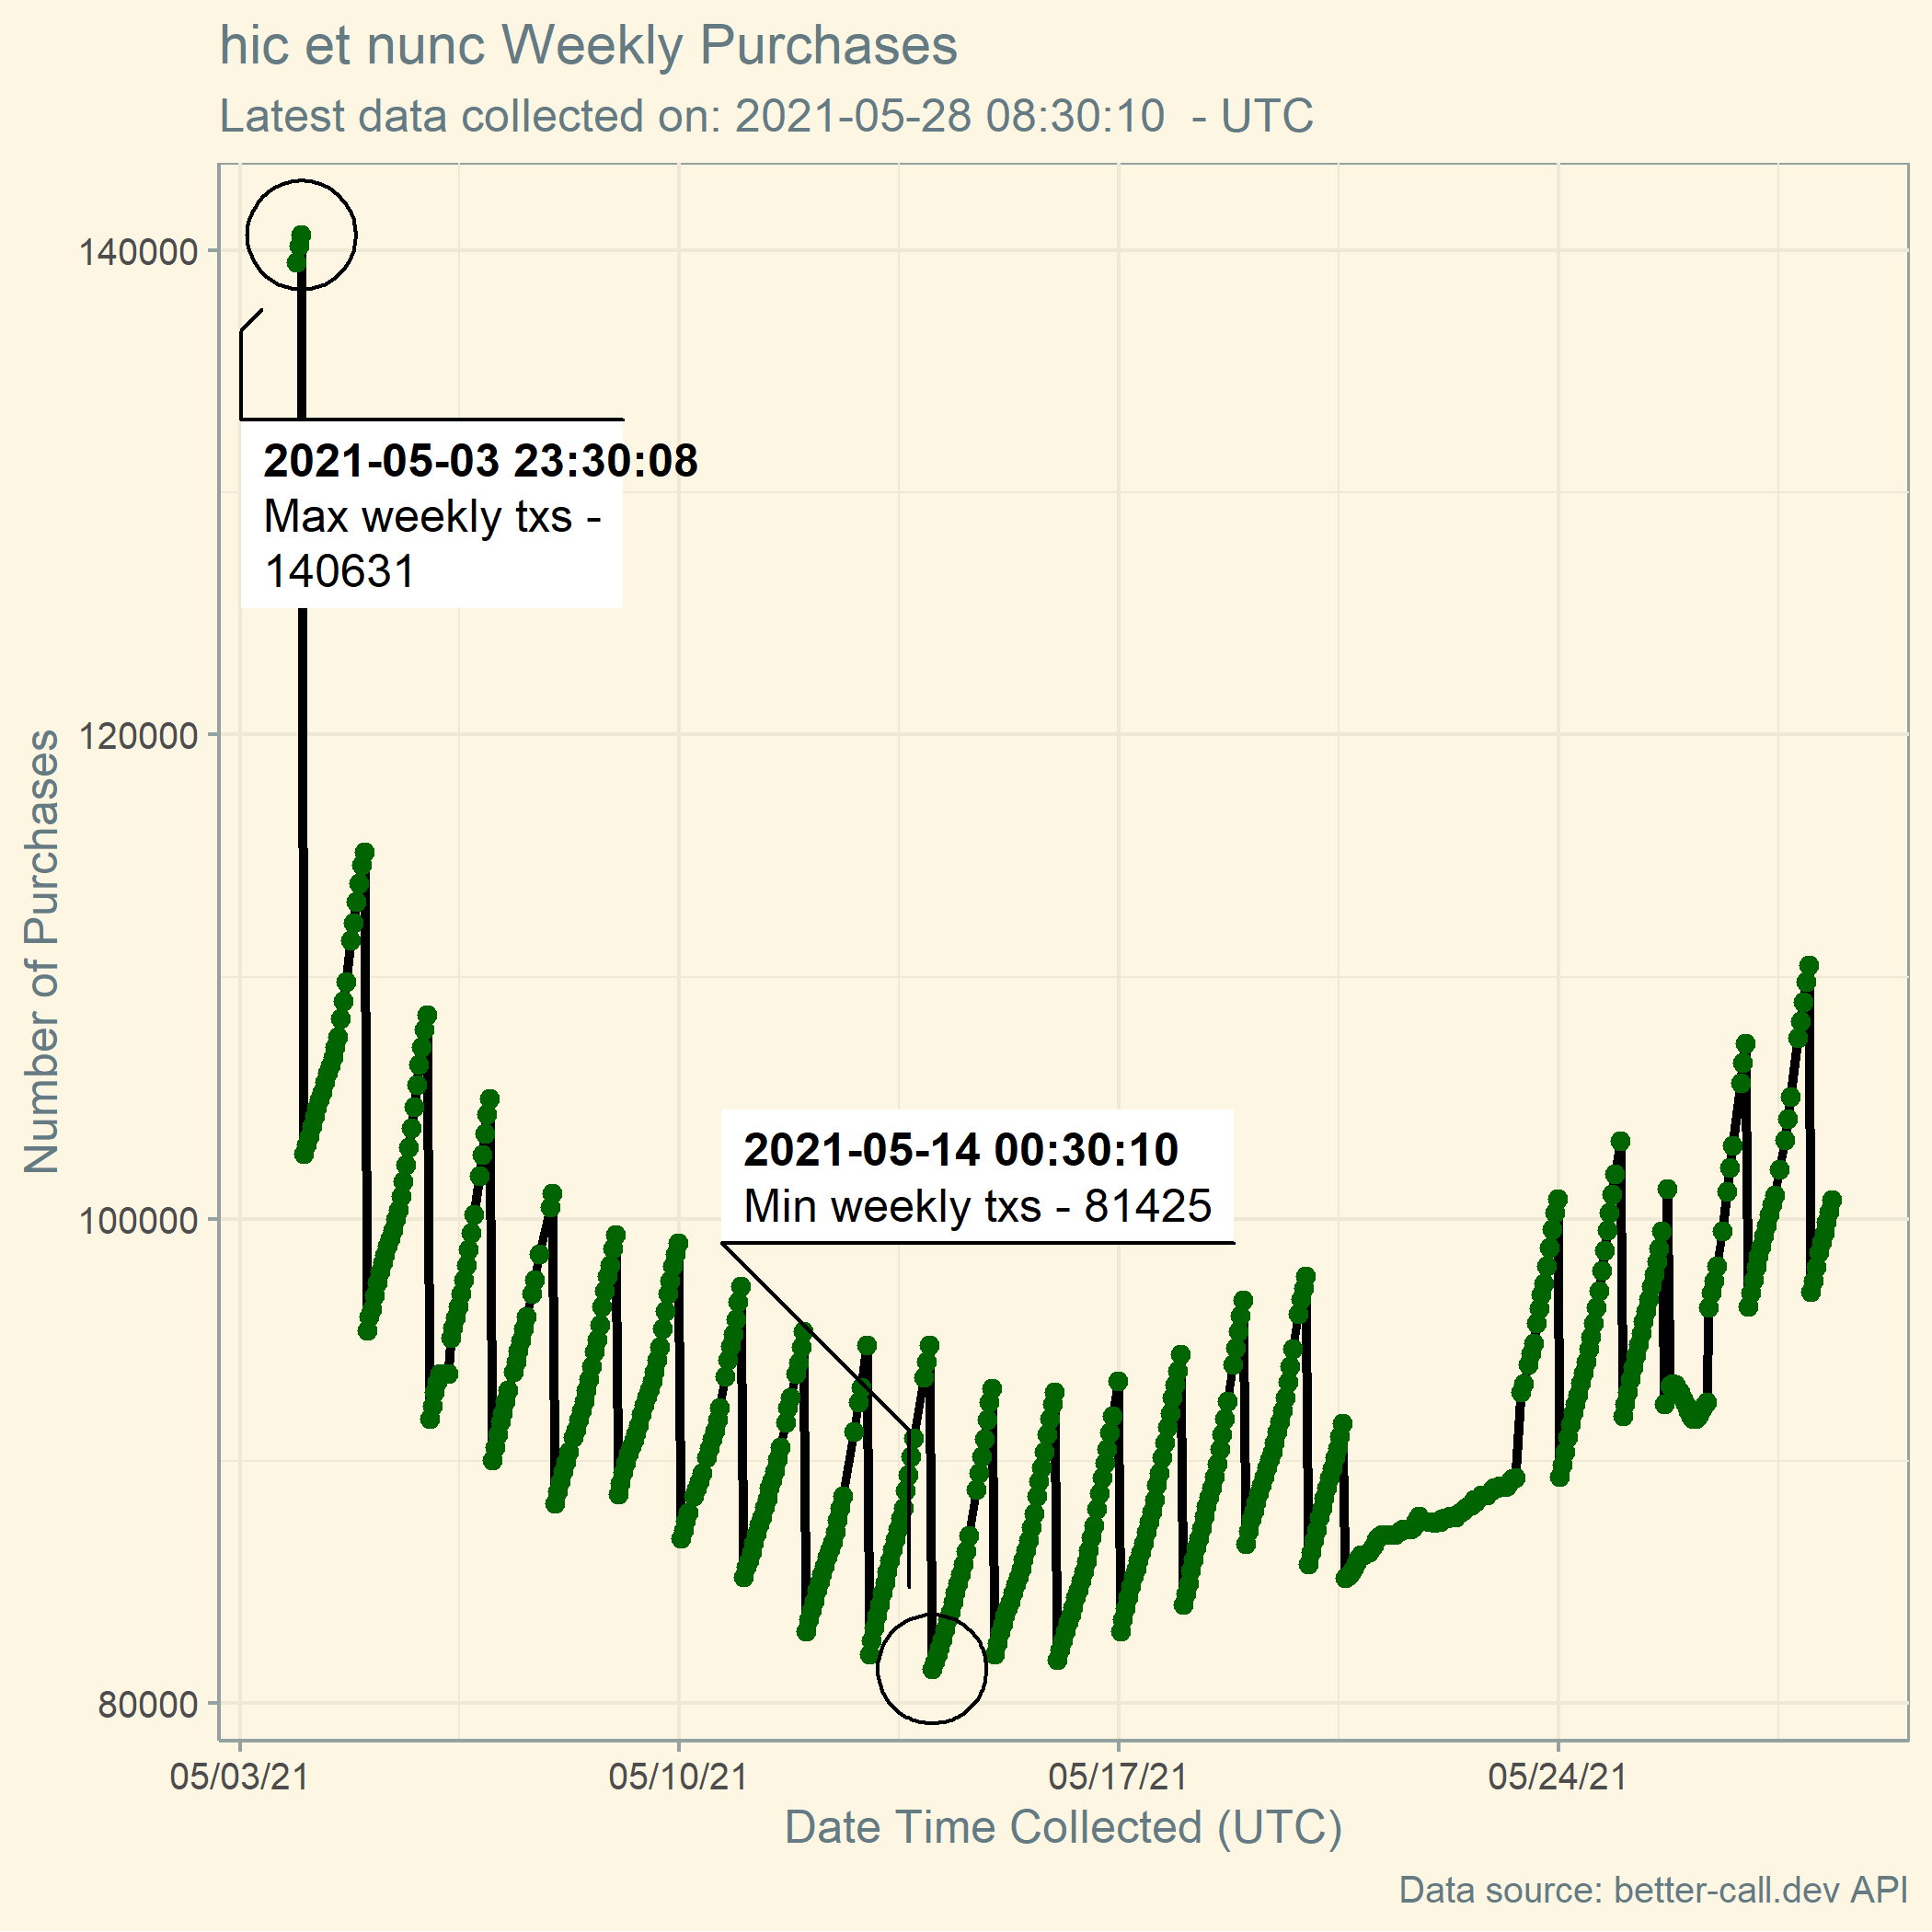 hic et nunc Weekly Purchases
Latest data collected on: 2021-05-28 08:30:10  - UTC
140000
2021-05-03 23:30:08
Max weekly txs -
140631
120000
Number of Purchases
2021-05-14 00:30:10
Min weekly txs - 81425
100000
80000
05/03/21 05/10/21 05/17/21 05/24/21
Date Time Collected (UTC)
Data source: better-call.dev API